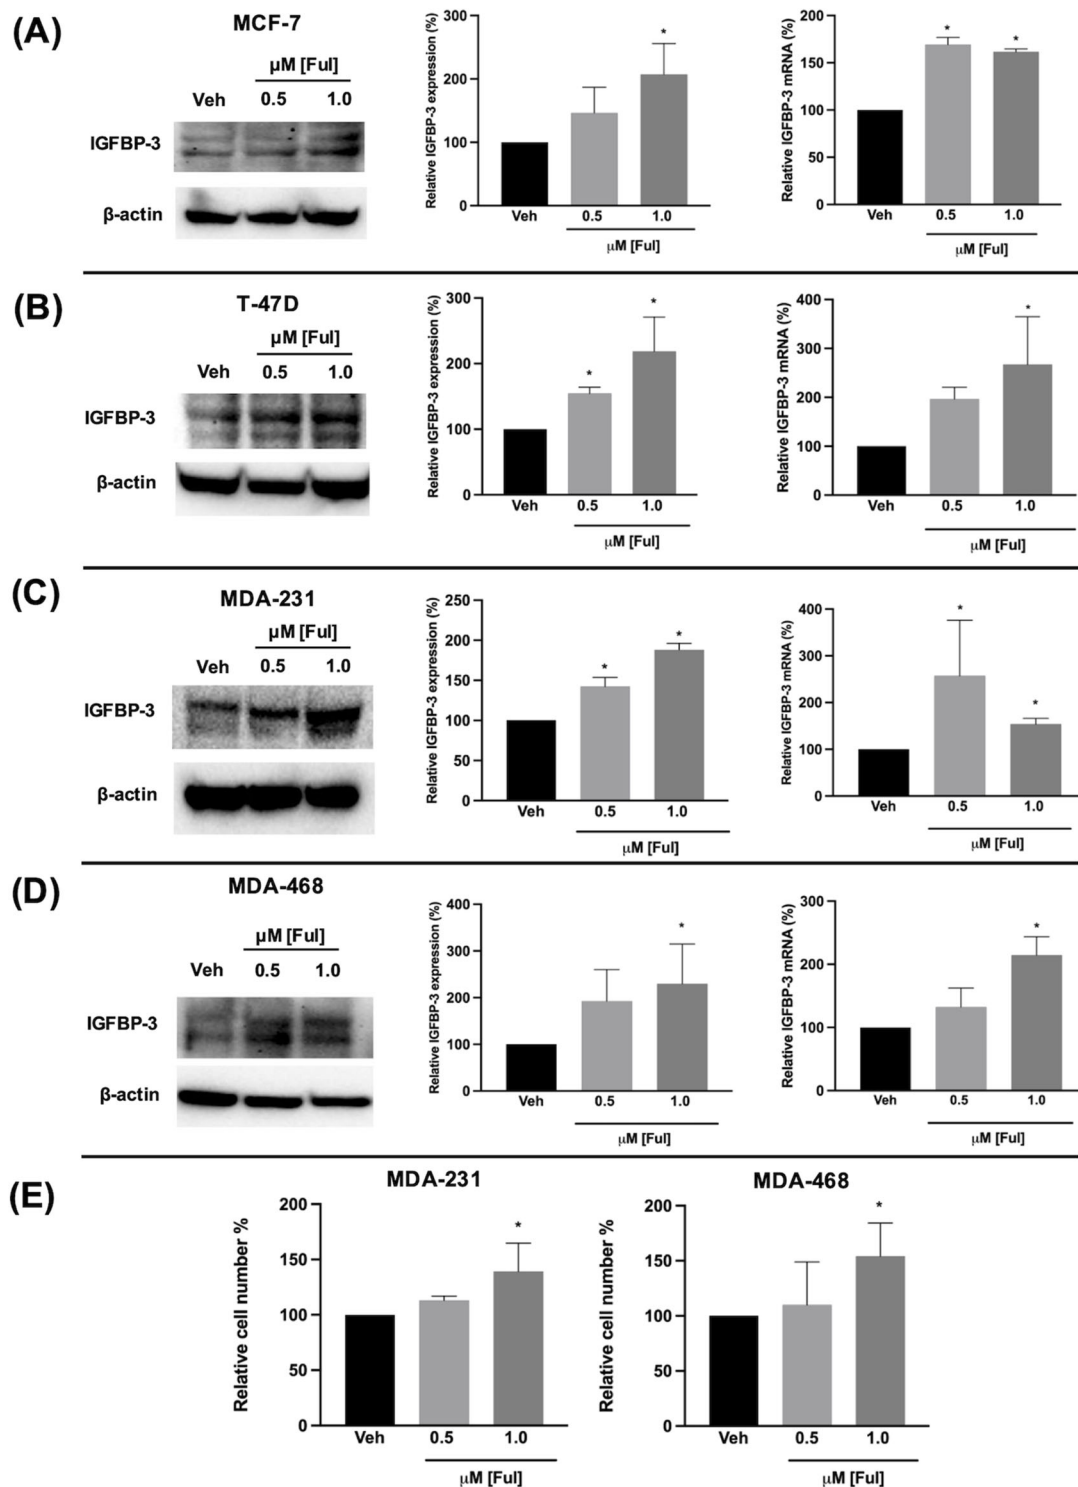 (A)
MCF-7
µM [Ful]
Veh 0.5 1.0
IGFBP-3
β-actin
Relative IGFBP-3 expression (%)
300
200
100
0
Veh 0.5 1.0
µM [Ful]
Relative IGFBP-3 mRNA (%)
200
150
100
50
0
*
* *
Veh 0.5 1.0
µM [Ful]
(B)
T-47D
µM [Ful]
Veh 0.5 1.0
IGFBP-3
β-actin
Relative IGFBP-3 expression (%)
300
200
100
0
* *
Veh 0.5 1.0
µM [Ful]
Relative IGFBP-3 mRNA (%)
400
300
200
100
0
*
Veh 0.5 1.0
µM [Ful]
(C)
MDA-231
µM [Ful]
Veh 0.5 1.0
IGFBP-3
β-actin
Relative IGFBP-3 expression (%)
250
200
150
100
50
0
* *
Veh 0.5 1.0
µM [Ful]
Relative IGFBP-3 mRNA (%)
400
300
200
100
0
* *
Veh 0.5 1.0
µM [Ful]
(D)
MDA-468
µM [Ful]
Veh 0.5 1.0
IGFBP-3
β-actin
Relative IGFBP-3 expression (%)
400
300
200
100
0
*
Veh 0.5 1.0
µM [Ful]
Relative IGFBP-3 mRNA (%)
300
200
100
0
*
Veh 0.5 1.0
µM [Ful]
(E)
MDA-231
Relative cell number %
200
150
100
50
0
*
Veh 0.5 1.0
µM [Ful]
MDA-468
Relative cell number %
200
150
100
50
0
*
Veh 0.5 1.0
µM [Ful]